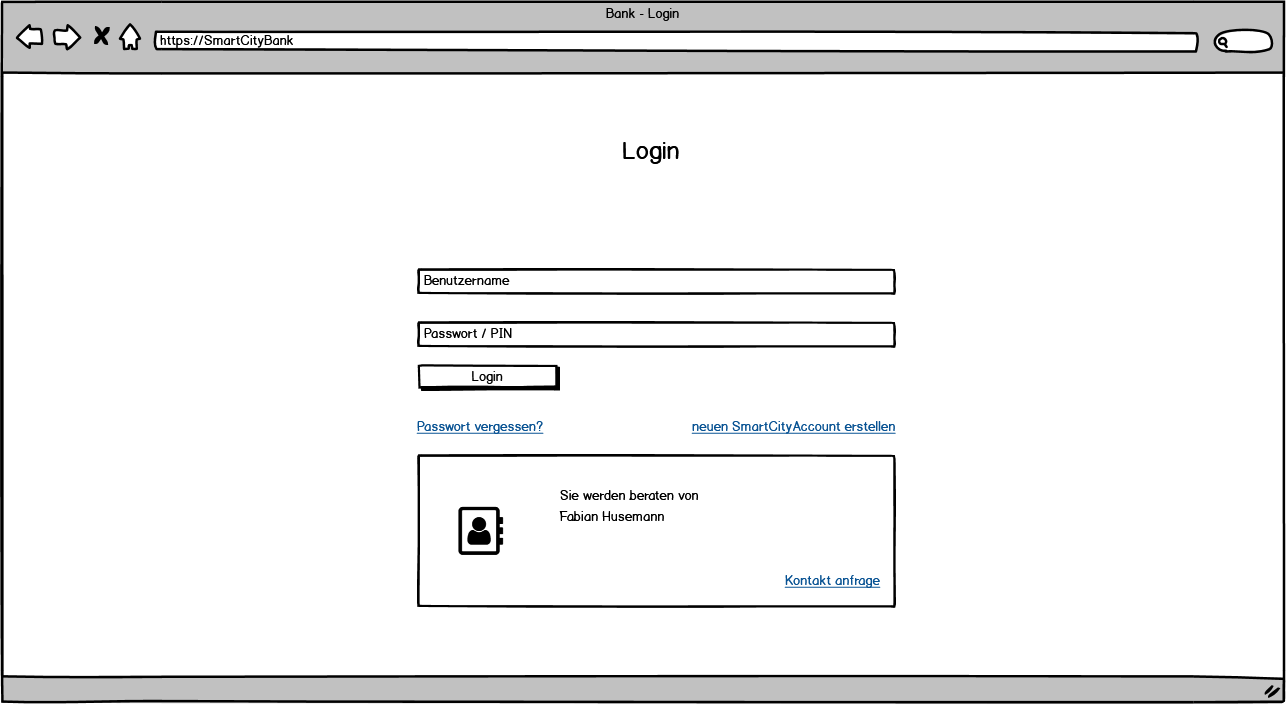 Bank - Login
https://SmartCityBank
Login
Benutzername
Passwort / PIN
Login
Passwort vergessen? neuen SmartCityAccount erstellen
Sie werden beraten von
Fabian Husemann
Kontakt anfrage